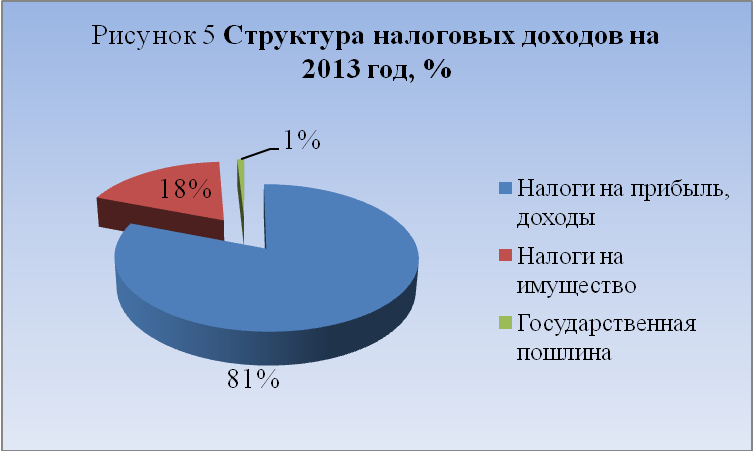 Рисунок 5 Структура налоговых доходов на
2013 год, %
1%
18%
81%
Налоги на прибыль,
доходы
Налоги на
имущество
Государственная
пошлина